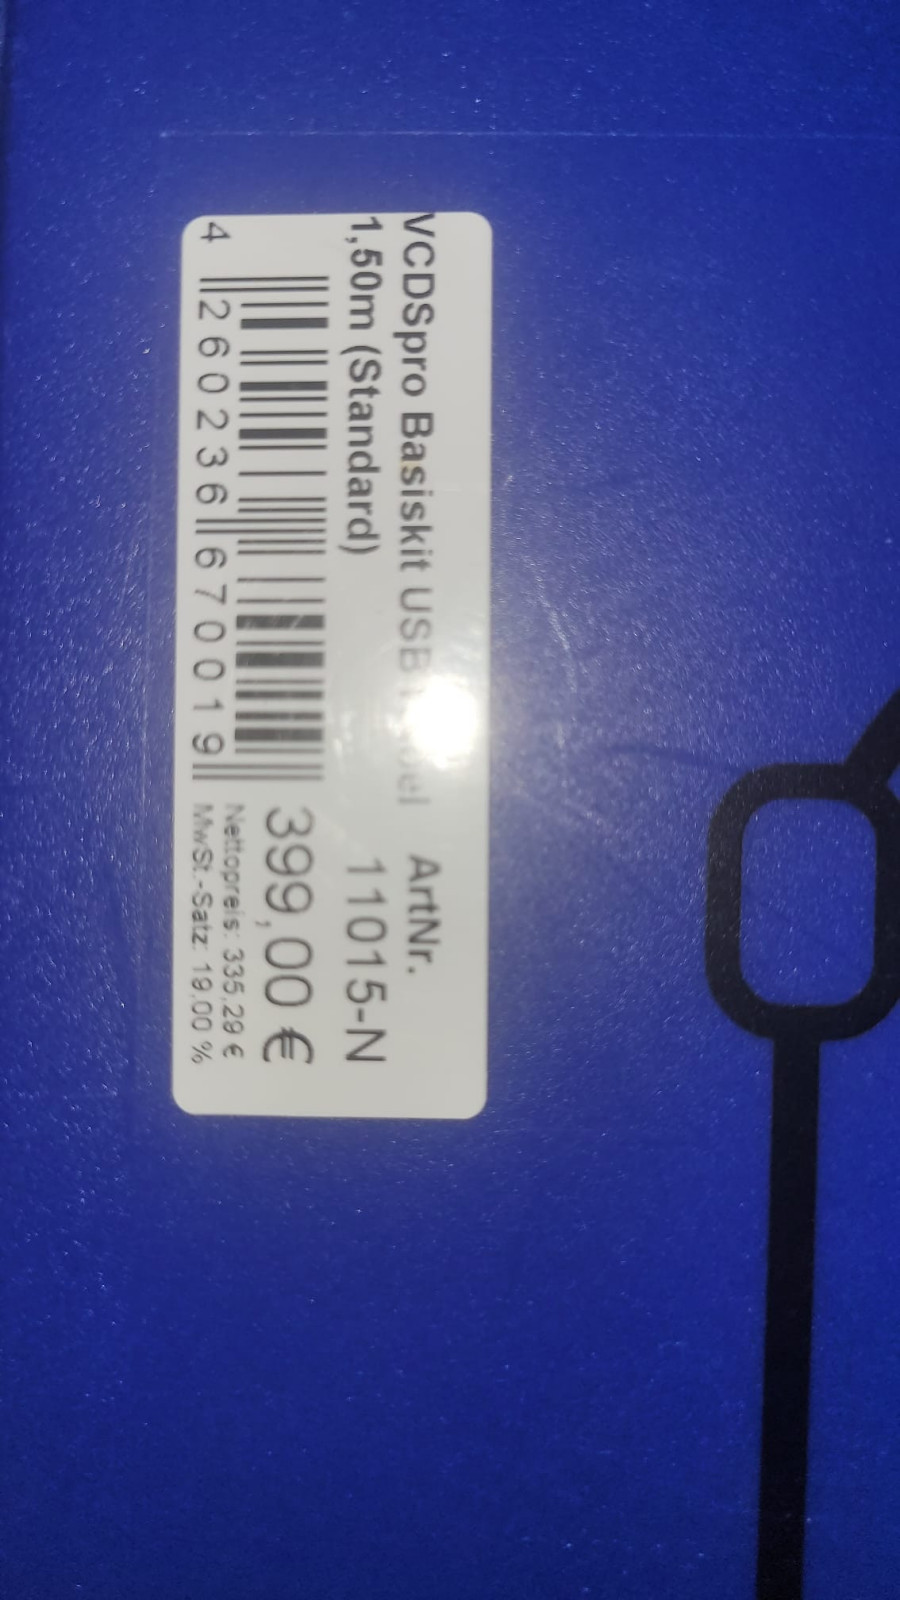 VCDSpro Basiskit USB
1,50m (Standard)
ArtNr.
11015-N
4 260236 670019
399,00 €
Nettopreis: 335,29 €
MwSt.-Satz: 19.00 %